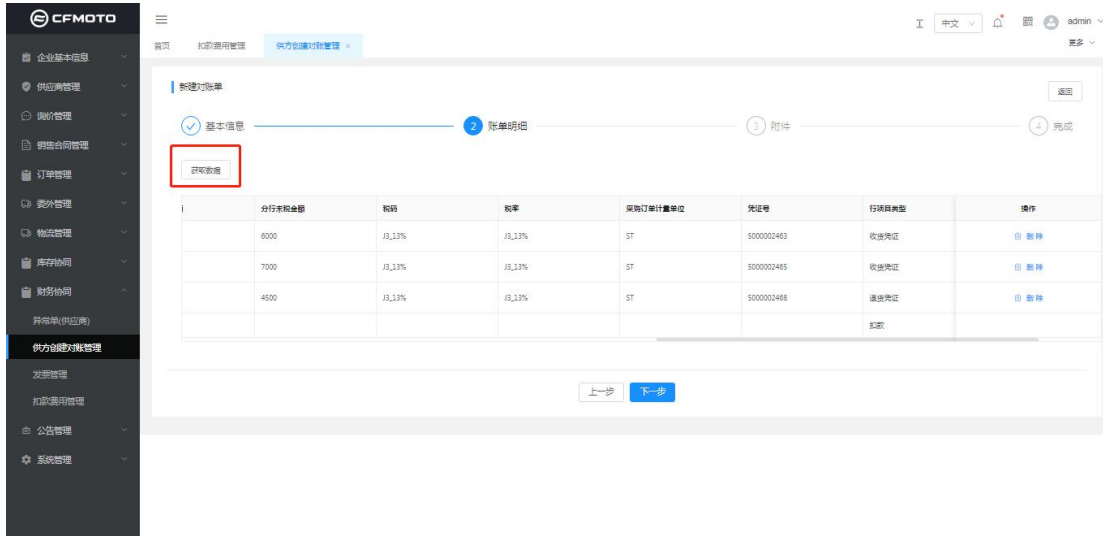 CFMOTO
中文
admin
首页
扣款费用管理
供方创建对账管理 ×
更多
企业基本信息
供应商管理
询价管理
销售合同管理
订单管理
委外管理
物流管理
库存协同
财务协同
异常单(供应商)
供方创建对账管理
发票管理
扣款费用管理
公告管理
系统管理
新建对账单
返回
基本信息
2 账单明细
3 附件
4 完成
获取数据
分行未税金额 税码 税率 采购订单计量单位 凭证号 行项目类型 操作
6000 J3_13% J3_13% ST 5000002463 收货凭证 删除
7000 J3_13% J3_13% ST 5000002465 收货凭证 删除
4500 J3_13% J3_13% ST 5000002468 退货凭证 删除
扣款
上一步
下一步